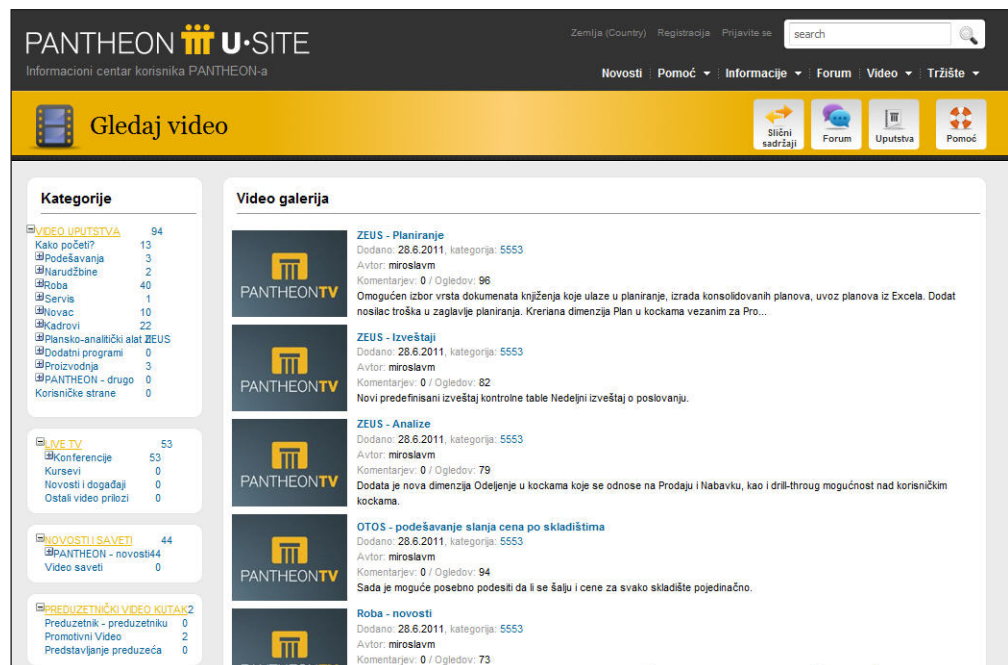 PANTHEON U·SITE
Informacioni centar korisnika PANTHEON-a
Zemlja (Country) Registracija Prijavite se search
Novosti Pomoć Informacije Forum Video Tržište
Gledaj video
Slični sadržaji
Forum
Uputstva
Pomoć
Kategorije
VIDEO UPUTSTVA 94
Kako početi? 13
Podešavanja 3
Narudžbine 2
Roba 40
Servis 1
Novac 10
Kadrovi 22
Plansko-analitički alat ZEUS
Dodatni programi 0
Proizvodnja 3
PANTHEON - drugo 0
Korisničke strane 0
LIVE TV 53
Konferencije 53
Kursevi 0
Novosti i događaji 0
Ostali video prilozi 0
NOVOSTI I SAVETI 44
PANTHEON - novosti44
Video saveti 0
PREDUZETNIČKI VIDEO KUTAK2
Preduzetnik - preduzetniku 0
Promotivni Video 2
Predstavljanje preduzeća 0
Video galerija
PANTHEONTV
ZEUS - Planiranje
Dodano: 28.6.2011, kategorija: 5553
Avtor: miroslavm
Komentarjev: 0 / Ogledov: 96
Omogućen izbor vrsta dokumenata knjiženja koje ulaze u planiranje, izrada konsolidovanih planova, uvoz planova iz Excela. Dodat
nosilac troška u zaglavlje planiranja. Kreriana dimenzija Plan u kockama vezanim za Pro...
PANTHEONTV
ZEUS - Izveštaji
Dodano: 28.6.2011, kategorija: 5553
Avtor: miroslavm
Komentarjev: 0 / Ogledov: 82
Novi predefinisani izveštaj kontrolne table Nedeljni izveštaj o poslovanju.
PANTHEONTV
ZEUS - Analize
Dodano: 28.6.2011, kategorija: 5553
Avtor: miroslavm
Komentarjev: 0 / Ogledov: 79
Dodata je nova dimenzija Odeljenje u kockama koje se odnose na Prodaju i Nabavku, kao i drill-throug mogućnost nad korisničkim
kockama.
PANTHEONTV
OTOS - podešavanje slanja cena po skladištima
Dodano: 28.6.2011, kategorija: 5553
Avtor: miroslavm
Komentarjev: 0 / Ogledov: 94
Sada je moguće posebno podesiti da li se šalju i cene za svako skladište pojedinačno.
Roba - novosti
Dodano: 28.6.2011, kategorija: 5553
Avtor: miroslavm
Komentarjev: 0 / Ogledov: 73